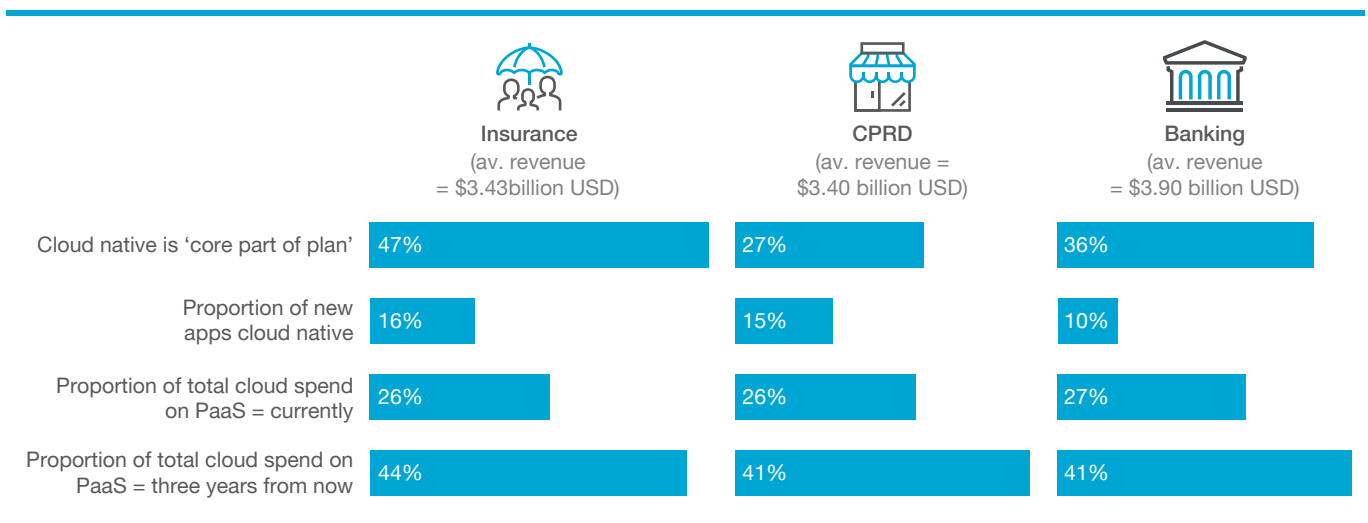 Insurance
(av. revenue
= $3.43billion USD)
CPRD
(av. revenue =
$3.40 billion USD)
Banking
(av. revenue
= $3.90 billion USD)
Cloud native is ‘core part of plan’
47%
27%
36%
Proportion of new
apps cloud native
16%
15%
10%
Proportion of total cloud spend
on PaaS = currently
26%
26%
27%
Proportion of total cloud spend on
PaaS = three years from now
44%
41%
41%